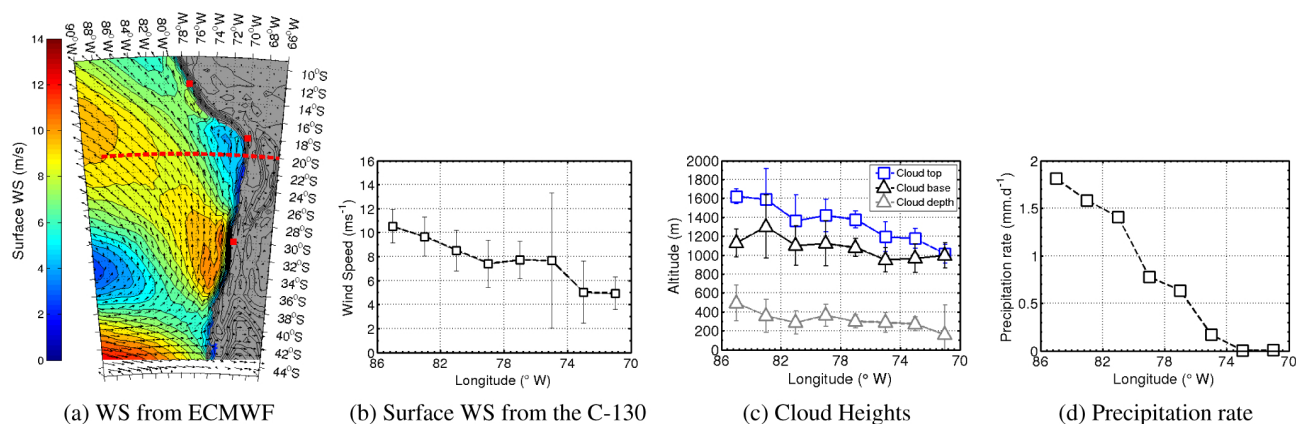 90°W 88°W 86°W 84°W 82°W 80°W 78°W 76°W 74°W 72°W 70°W 68°W 69°W
14
12
10
8
6
4
2
0
Surface WS (m/s)
10°S
12°S
14°S
16°S
18°S
20°S
22°S
24°S
26°S
28°S
30°S
32°S
34°S
36°S
38°S
40°S
42°S
44°S
(a) WS from ECMWF
16
14
12
10
8
6
4
2
0
Wind Speed (ms⁻¹)
82 78 74 70
Longitude (° W)
(b) Surface WS from the C-130
2000
1800
1600
1400
1200
1000
800
600
400
200
0
Altitude (m)
Cloud top
Cloud base
Cloud depth
86 82 78 74 70
Longitude (° W)
(c) Cloud Heights
2
1.5
1
0.5
0
Precipitation rate (mm.d⁻¹)
86 82 78 74 70
Longitude (° W)
(d) Precipitation rate